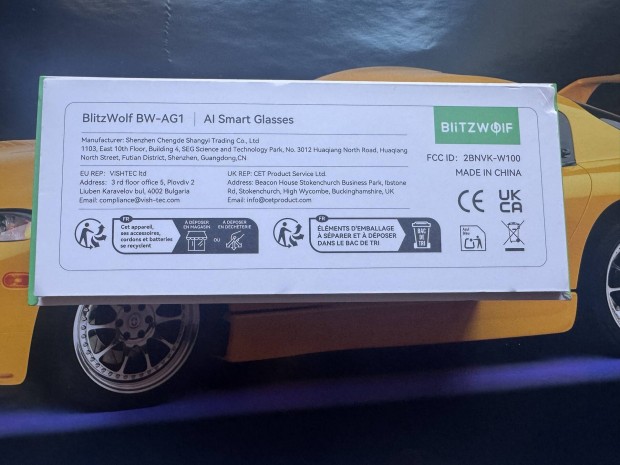 BlitzWolf BW-AG1 | AI Smart Glasses
BLiTZWOLF
Manufacturer: Shenzhen Chengde Shangyi Trading Co., Ltd
1103, East 10th Floor, Building 4, SEG Science and Technology Park, No. 3012 Huaqiang North Road, Huaqiang
North Street, Futian District, Shenzhen, Guangdong,CN
FCC ID: 2BNVK-W100
MADE IN CHINA
EU REP: VISHTEC ltd
Address: 3 rd floor office 5, Plovdiv 2
Liuben Karavelov bul, 4002 Bulgaria
Email: compliance@vish-tec.com
UK REP: CET Product Service Ltd.
Address: Beacon House Stokenchurch Business Park, Ibstone
Rd, Stokenchurch, High Wycombe, Buckinghamshire, UK
Email: info@cetproduct.com
CE
UK
CA
FR
Cet appareil,
ses accessoires,
cordons et batteries
se recyclent
À DÉPOSER
EN MAGASIN
OU
À DÉPOSER
EN DÉCHÈTERIE
FR
ÉLÉMENTS D'EMBALLAGE
À SÉPARER ET À DÉPOSER
DANS LE BAC DE TRI
BAC
DE
TRI